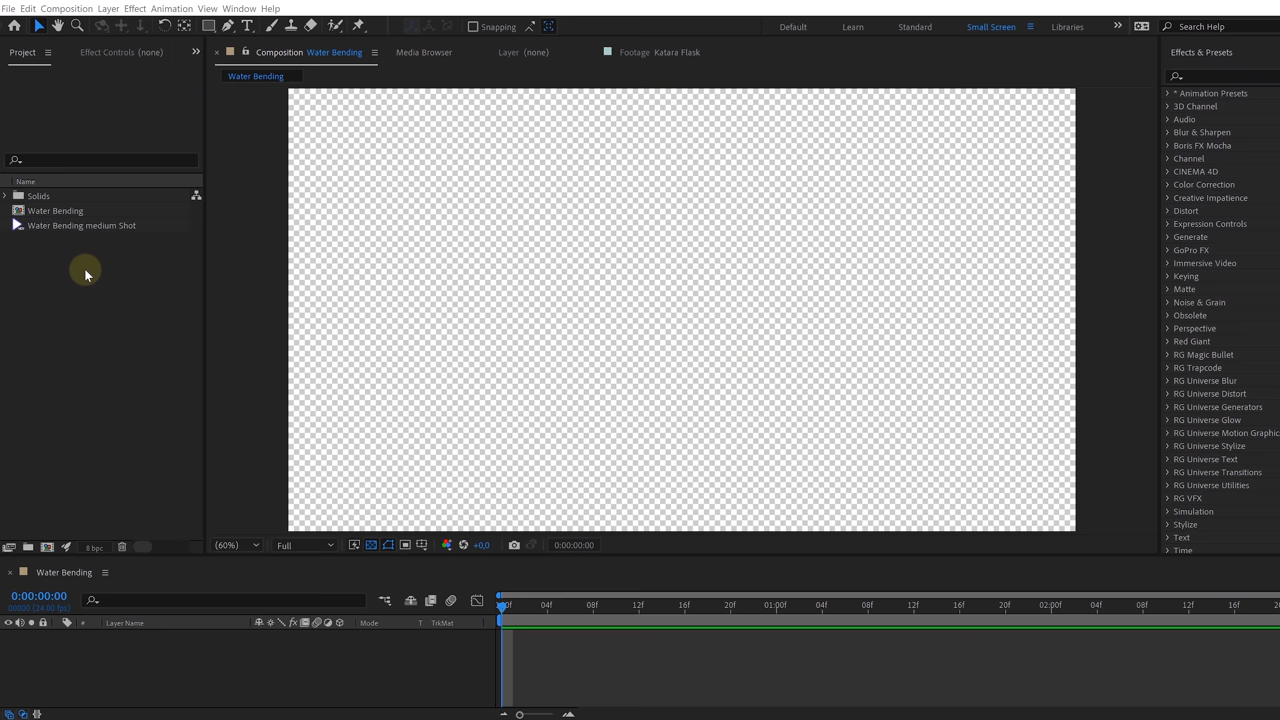 File Edit Composition Layer Effect Animation View Window Help
Snapping Default Learn Standard Small Screen Libraries Search Help
Project Effect Controls (none) Composition Water Bending Media Browser Layer (none) Footage Katara Flask Effects & Presets
Water Bending
* Animation Presets
3D Channel
Audio
Blur & Sharpen
Boris FX Mocha
Channel
CINEMA 4D
Color Correction
Creative Impatience
Distort
Expression Controls
Generate
GoPro FX
Immersive Video
Keying
Matte
Noise & Grain
Obsolete
Perspective
Red Giant
RG Magic Bullet
RG Trapcode
RG Universe Blur
RG Universe Distort
RG Universe Generators
RG Universe Glow
RG Universe Motion Graphic
RG Universe Stylize
RG Universe Text
RG Universe Transitions
RG Universe Utilities
RG VFX
Simulation
Stylize
Text
Time
Name
Solids
Water Bending
Water Bending medium Shot
8 bpc (60%) Full +0,0 0:00:00:00
Water Bending
0:00:00:00
00000 (24.00 fps)
04f 08f 12f 16f 20f 01:00f 04f 08f 12f 16f 20f 02:00f 04f 08f 12f 16f
# Layer Name Mode T TrkMat